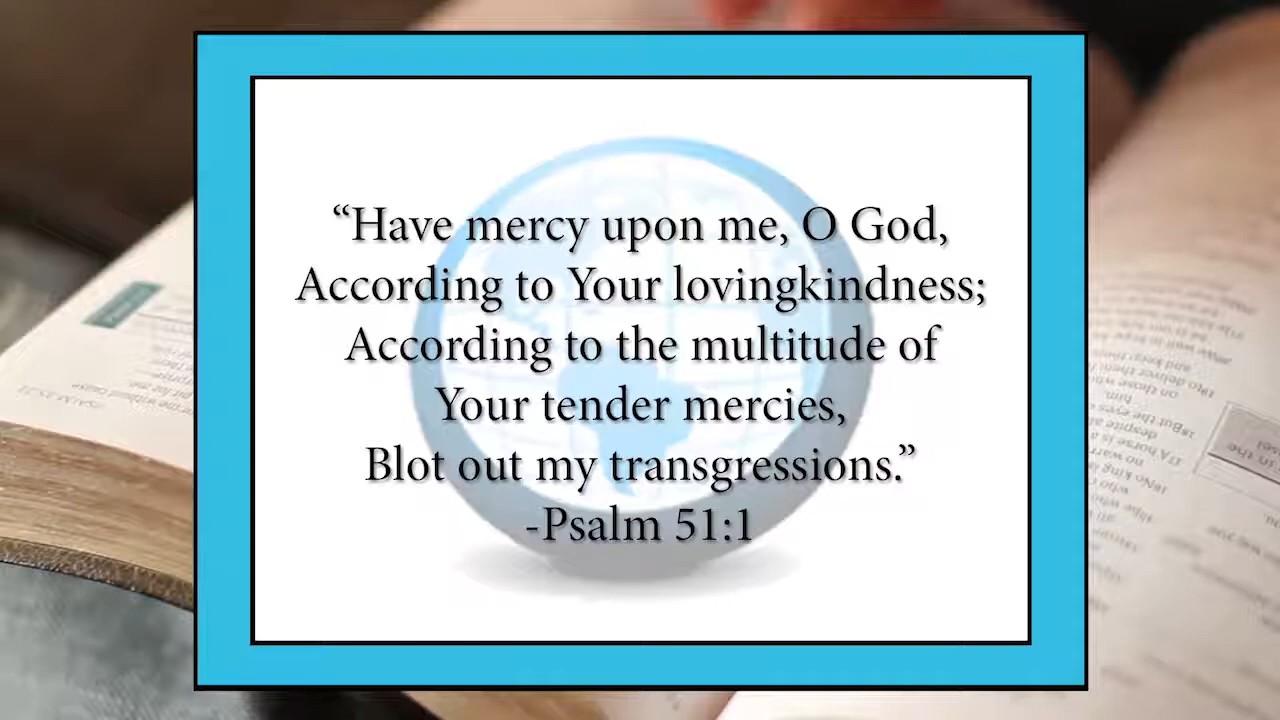 “Have mercy upon me, O God,
According to Your lovingkindness;
According to the multitude of
Your tender mercies,
Blot out my transgressions.”
-Psalm 51:1